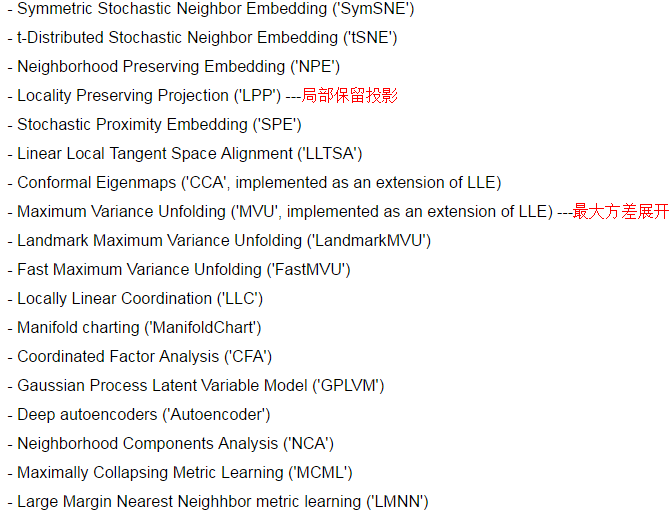 - Symmetric Stochastic Neighbor Embedding ('SymSNE')
- t-Distributed Stochastic Neighbor Embedding ('tSNE')
- Neighborhood Preserving Embedding ('NPE')
- Locality Preserving Projection ('LPP') ---局部保留投影
- Stochastic Proximity Embedding ('SPE')
- Linear Local Tangent Space Alignment ('LLTSA')
- Conformal Eigenmaps ('CCA', implemented as an extension of LLE)
- Maximum Variance Unfolding ('MVU', implemented as an extension of LLE) ---最大方差展开
- Landmark Maximum Variance Unfolding ('LandmarkMVU')
- Fast Maximum Variance Unfolding ('FastMVU')
- Locally Linear Coordination ('LLC')
- Manifold charting ('ManifoldChart')
- Coordinated Factor Analysis ('CFA')
- Gaussian Process Latent Variable Model ('GPLVM')
- Deep autoencoders ('Autoencoder')
- Neighborhood Components Analysis ('NCA')
- Maximally Collapsing Metric Learning ('MCML')
- Large Margin Nearest Neighhbor metric learning ('LMNN')